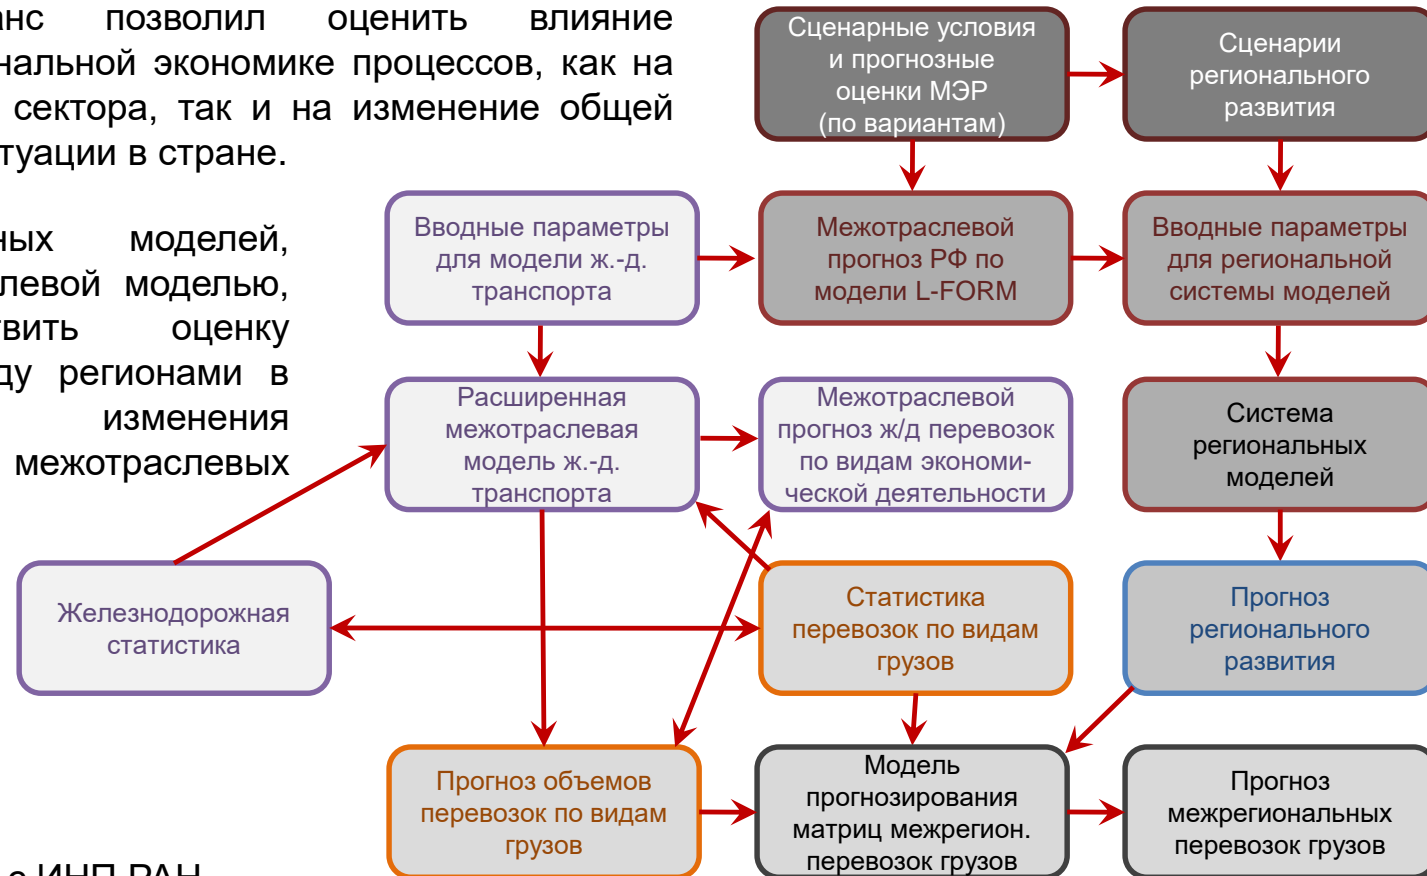 анс позволил оценить влияние
нальной экономике процессов, как на
сектора, так и на изменение общей
туации в стране.
ных моделей,
левой моделью,
твить оценку
ду регионами в
изменения
межотраслевых
Сценарные условия
и прогнозные
оценки МЭР
(по вариантам)
Сценарии
регионального
развития
Вводные параметры
для модели ж.-д.
транспорта
Межотраслевой
прогноз РФ по
модели L-FORM
Вводные параметры
для региональной
системы моделей
Расширенная
межотраслевая
модель ж.-д.
транспорта
Межотраслевой
прогноз ж/д перевозок
по видам экономи-
ческой деятельности
Система
региональных
моделей
Железнодорожная
статистика
Статистика
перевозок по видам
грузов
Прогноз
регионального
развития
Прогноз объемов
перевозок по видам
грузов
Модель
прогнозирования
матриц межрегион.
перевозок грузов
Прогноз
межрегиональных
перевозок грузов
с ИНП РАН